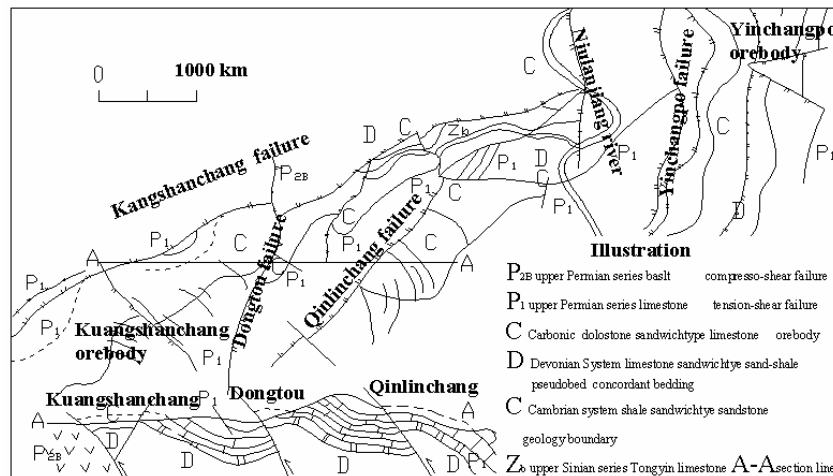 Yinchangpo
orebody
0 1000 km
C
Niulanjiang river
Yinchangpo failure
Kangshanchang failure
D
C
Zb
P2B
P1
P1
D
C
P1
C
P1
C
D
P1
C
C
P1
A
P1
C
C
P1
A
C
P1
P1
Dongtou failure
Qinlinchang failure
Kuangshanchang
orebody
P1
Kuangshanchang
Dongtou
Qinlinchang
A
C
P1
P1
A
P2B
D
D
D
D
P1
Illustration
P2B upper Permian series baslt compresso-shear failure
P1 upper Permian series limestone tension-shear failure
C Carbonic dolostone sandwichtype limestone orebody
D Devonian System limestone sandwichtye sand-shale
pseudobed concordant bedding
C Cambrian system shale sandwichtye sandstone
geology boundary
Zb upper Sinian series Tongyin limestone A-A section line